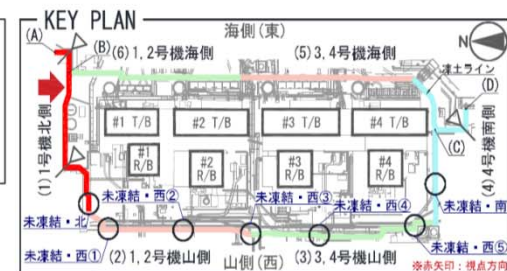 KEY PLAN
海側(東)
(A)
(B)
(6) 1,2号機海側
(5) 3,4号機海側
N
凍土ライン
(D)
#1 T/B
#2 T/B
#3 T/B
#4 T/B
(C)
(1) 1号機北側
#1 R/B
#2 R/B
#3 R/B
#4 R/B
(4) 4号機南側
未凍結・西②
未凍結・西③
未凍結・西④
未凍結・北
未凍結・南
未凍結・西①
(2) 1,2号機山側
(3) 3,4号機山側
未凍結・西⑤
山側(西)
※赤矢印：視点方向